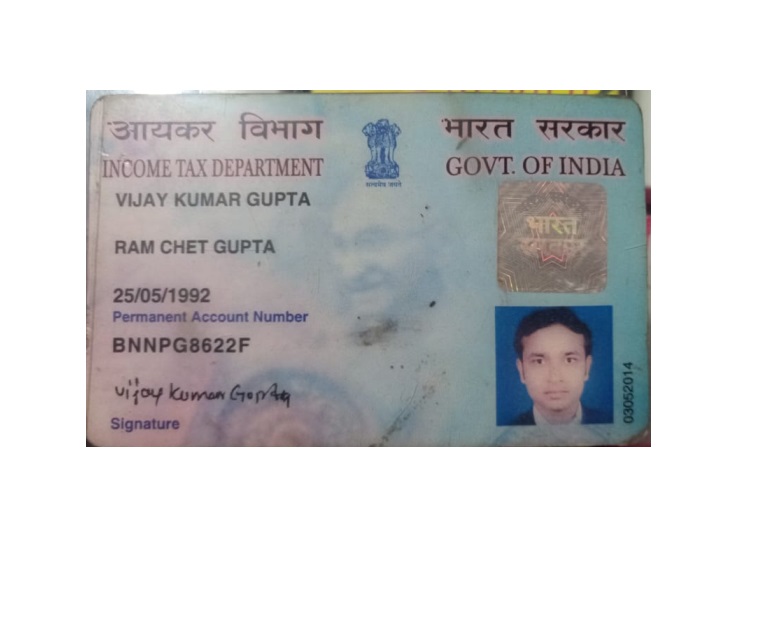 आयकर विभाग
भारत सरकार
INCOME TAX DEPARTMENT
GOVT. OF INDIA
सत्यमेव जयते
VIJAY KUMAR GUPTA
भारत
RAM CHET GUPTA
25/05/1992
Permanent Account Number
BNNPG8622F
Vijay Kumar Gupta
Signature
03052014